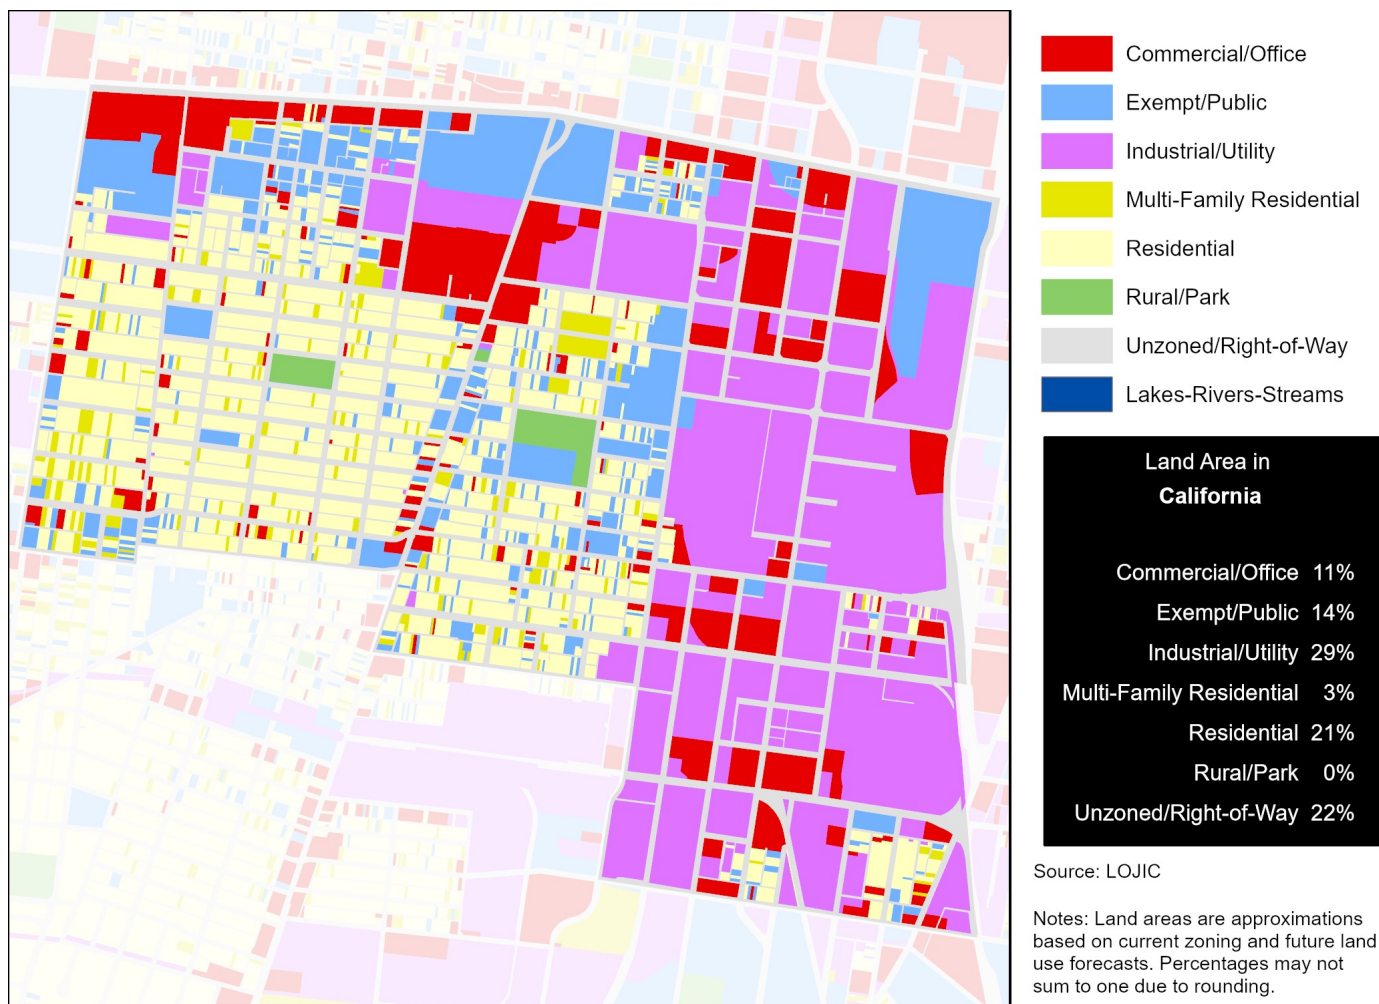 Commercial/Office
Exempt/Public
Industrial/Utility
Multi-Family Residential
Residential
Rural/Park
Unzoned/Right-of-Way
Lakes-Rivers-Streams
Land Area in
California
Commercial/Office 11%
Exempt/Public 14%
Industrial/Utility 29%
Multi-Family Residential 3%
Residential 21%
Rural/Park 0%
Unzoned/Right-of-Way 22%
Source: LOJIC
Notes: Land areas are approximations
based on current zoning and future land
use forecasts. Percentages may not
sum to one due to rounding.